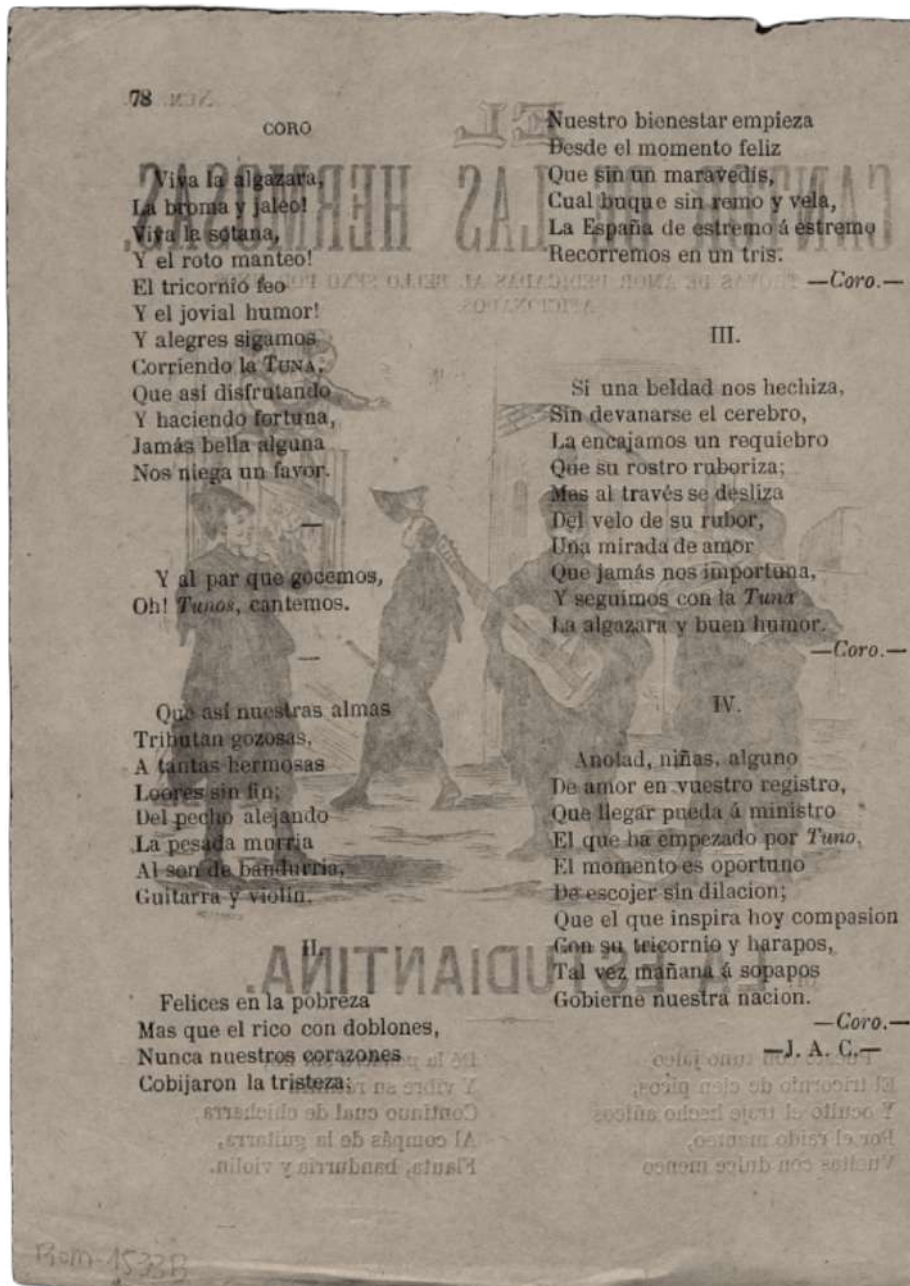 78
CORO
Viva la algazara,
La broma y jaleo!
Viva la sotana,
Y el roto manteo!
El tricornio feo
Y el jovial humor!
Y alegres sigamos
Corriendo la TUNA,
Que asi disfrutando
Y haciendo fortuna,
Jamás bella alguna
Nos niega un favor.
—
Y al par que gocemos,
Oh! Tunos, cantemos.
—
Que así nuestras almas
Tributan gozosas,
A tantas hermosas
Loores sin fin;
Del pecho alejando
La pesada murria
Al son de bandurria,
Guitarra y violin.
II.
Felices en la pobreza
Mas que el rico con doblones,
Nunca nuestros corazones
Cobijaron la tristeza;
Nuestro bienestar empieza
Desde el momento feliz
Que sin un maravedís,
Cual buque sin remo y vela,
La España de estremo á estremo
Recorremos en un tris.
—Coro.—
III.
Si una beldad nos hechiza,
Sin devanarse el cerebro,
La encajamos un requiebro
Que su rostro ruboriza;
Mas al través se desliza
Del velo de su rubor,
Una mirada de amor
Que jamás nos importuna,
Y seguimos con la Tuna
La algazara y buen humor.
—Coro.—
IV.
Anotad, niñas, alguno
De amor en vuestro registro,
Que llegar pueda á ministro
El que ha empezado por Tuno,
El momento es oportuno
De escojer sin dilacion;
Que el que inspira hoy compasion
Con su tricornio y harapos,
Tal vez mañana á sopapos
Gobierne nuestra nacion.
—Coro.—
—J. A. C.—
Rom-1533B